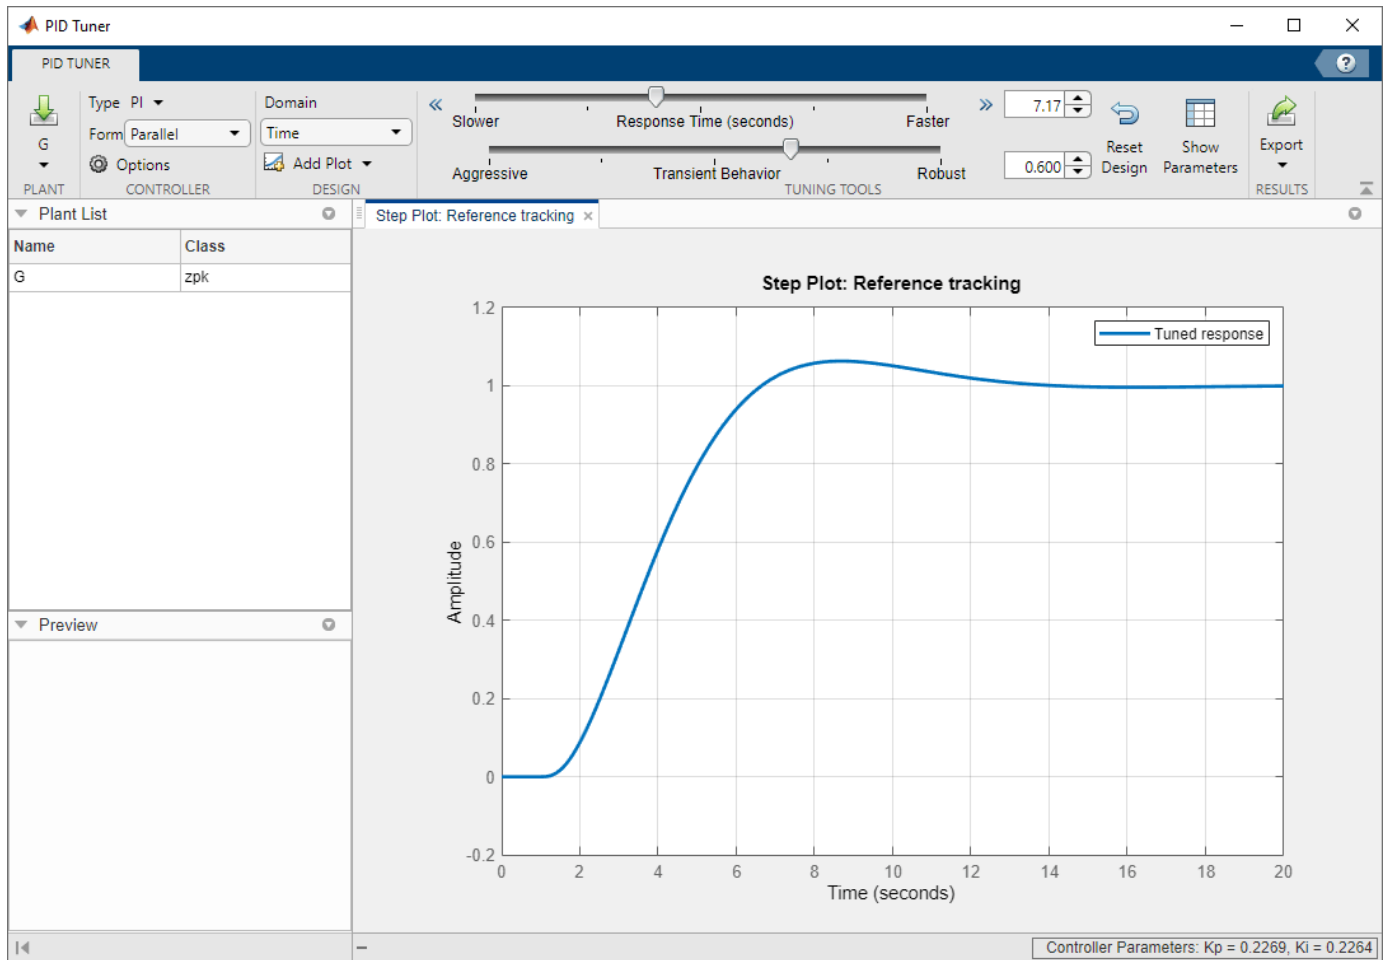 PID Tuner
PID TUNER
?
G
PLANT
Type PI
Form Parallel
Options
CONTROLLER
Domain
Time
Add Plot
DESIGN
Slower Response Time (seconds) Faster
7.17
Aggressive Transient Behavior Robust
0.600
TUNING TOOLS
Reset
Design
Show
Parameters
Export
RESULTS
Plant List
Name Class
G zpk
Preview
Step Plot: Reference tracking
Step Plot: Reference tracking
Tuned response
1.2
1
0.8
0.6
0.4
0.2
0
-0.2
Amplitude
0 2 4 6 8 10 12 14 16 18 20
Time (seconds)
Controller Parameters: Kp = 0.2269, Ki = 0.2264